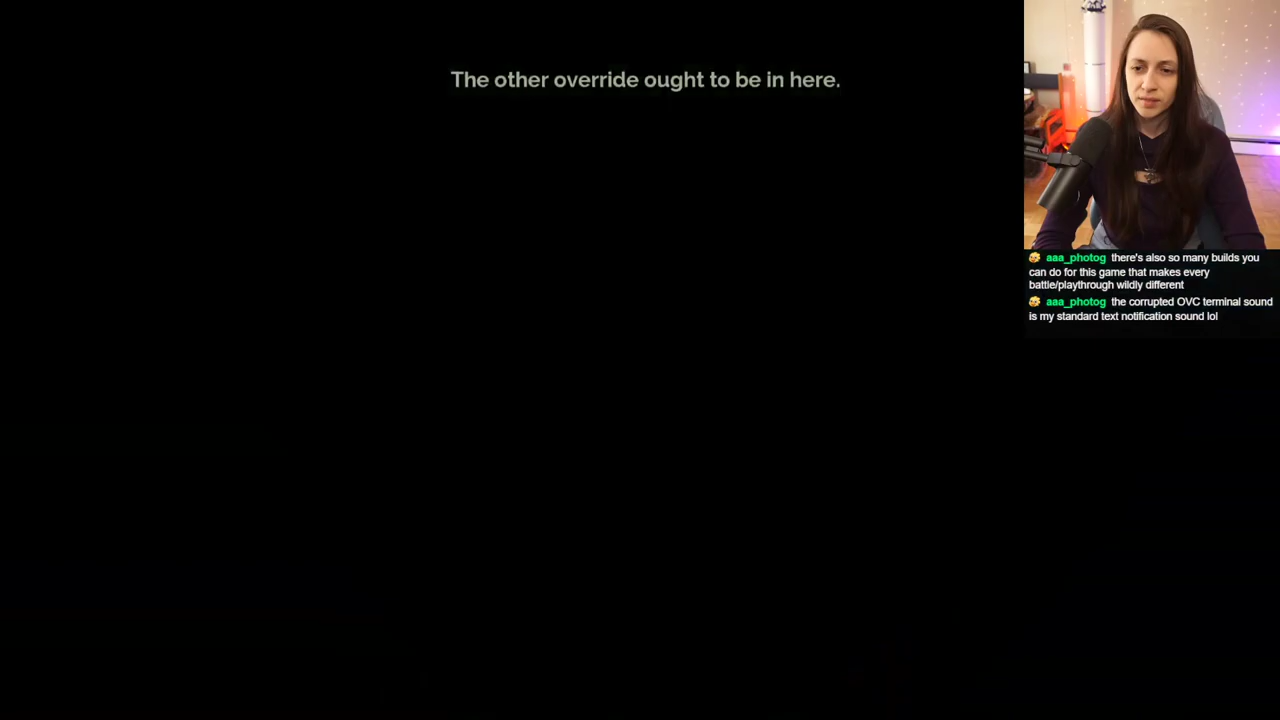 The other override ought to be in here.
aaa_photog there's also so many builds you
can do for this game that makes every
battle/playthrough wildly different
aaa_photog the corrupted OVC terminal sound
is my standard text notification sound lol